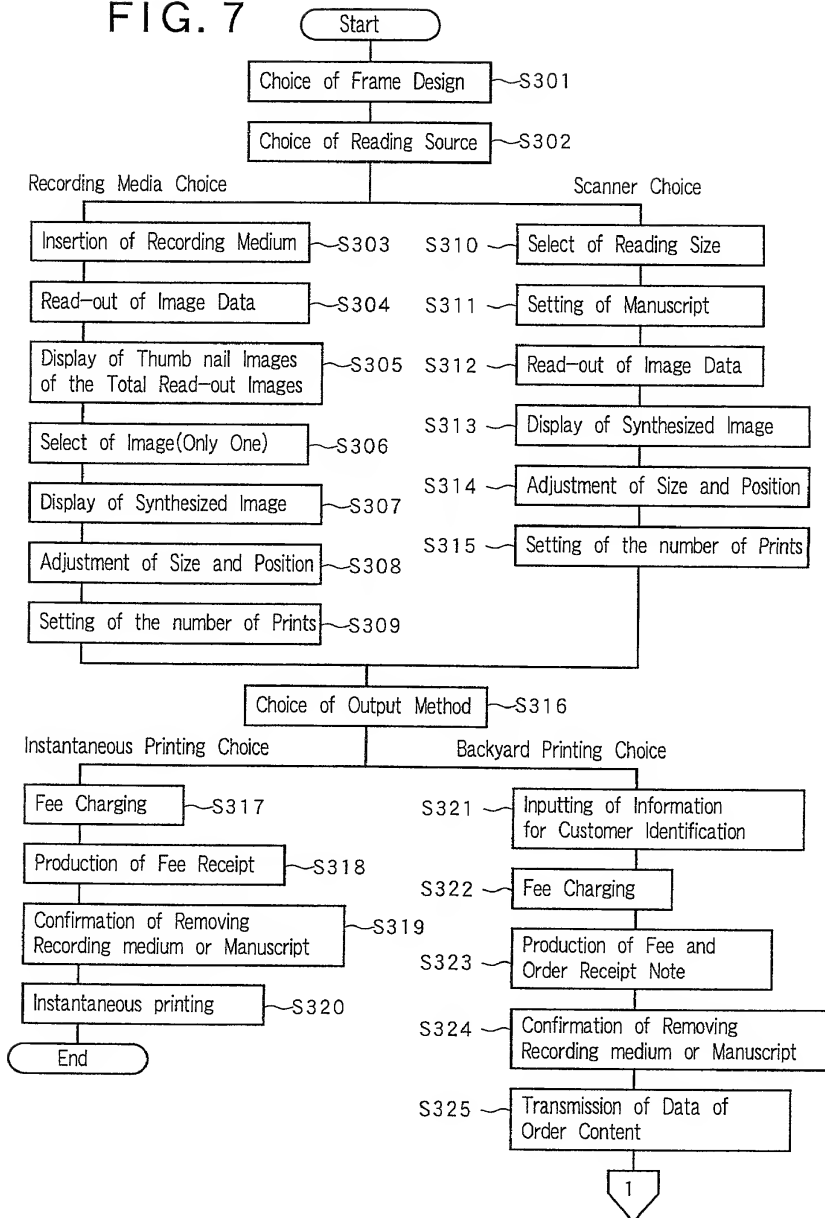 FIG. 7
Start
Choice of Frame Design
S301
Choice of Reading Source
S302
Recording Media Choice
Insertion of Recording Medium
S303
Read-out of Image Data
S304
Display of Thumb nail Images
of the Total Read-out Images
S305
Select of Image(Only One)
S306
Display of Synthesized Image
S307
Adjustment of Size and Position
S308
Setting of the number of Prints
S309
Scanner Choice
S310
Select of Reading Size
S311
Setting of Manuscript
S312
Read-out of Image Data
S313
Display of Synthesized Image
S314
Adjustment of Size and Position
S315
Setting of the number of Prints
Choice of Output Method
S316
Instantaneous Printing Choice
Fee Charging
S317
Production of Fee Receipt
S318
Confirmation of Removing
Recording medium or Manuscript
S319
Instantaneous printing
S320
End
Backyard Printing Choice
S321
Inputting of Information
for Customer Identification
S322
Fee Charging
S323
Production of Fee and
Order Receipt Note
S324
Confirmation of Removing
Recording medium or Manuscript
S325
Transmission of Data of
Order Content
1